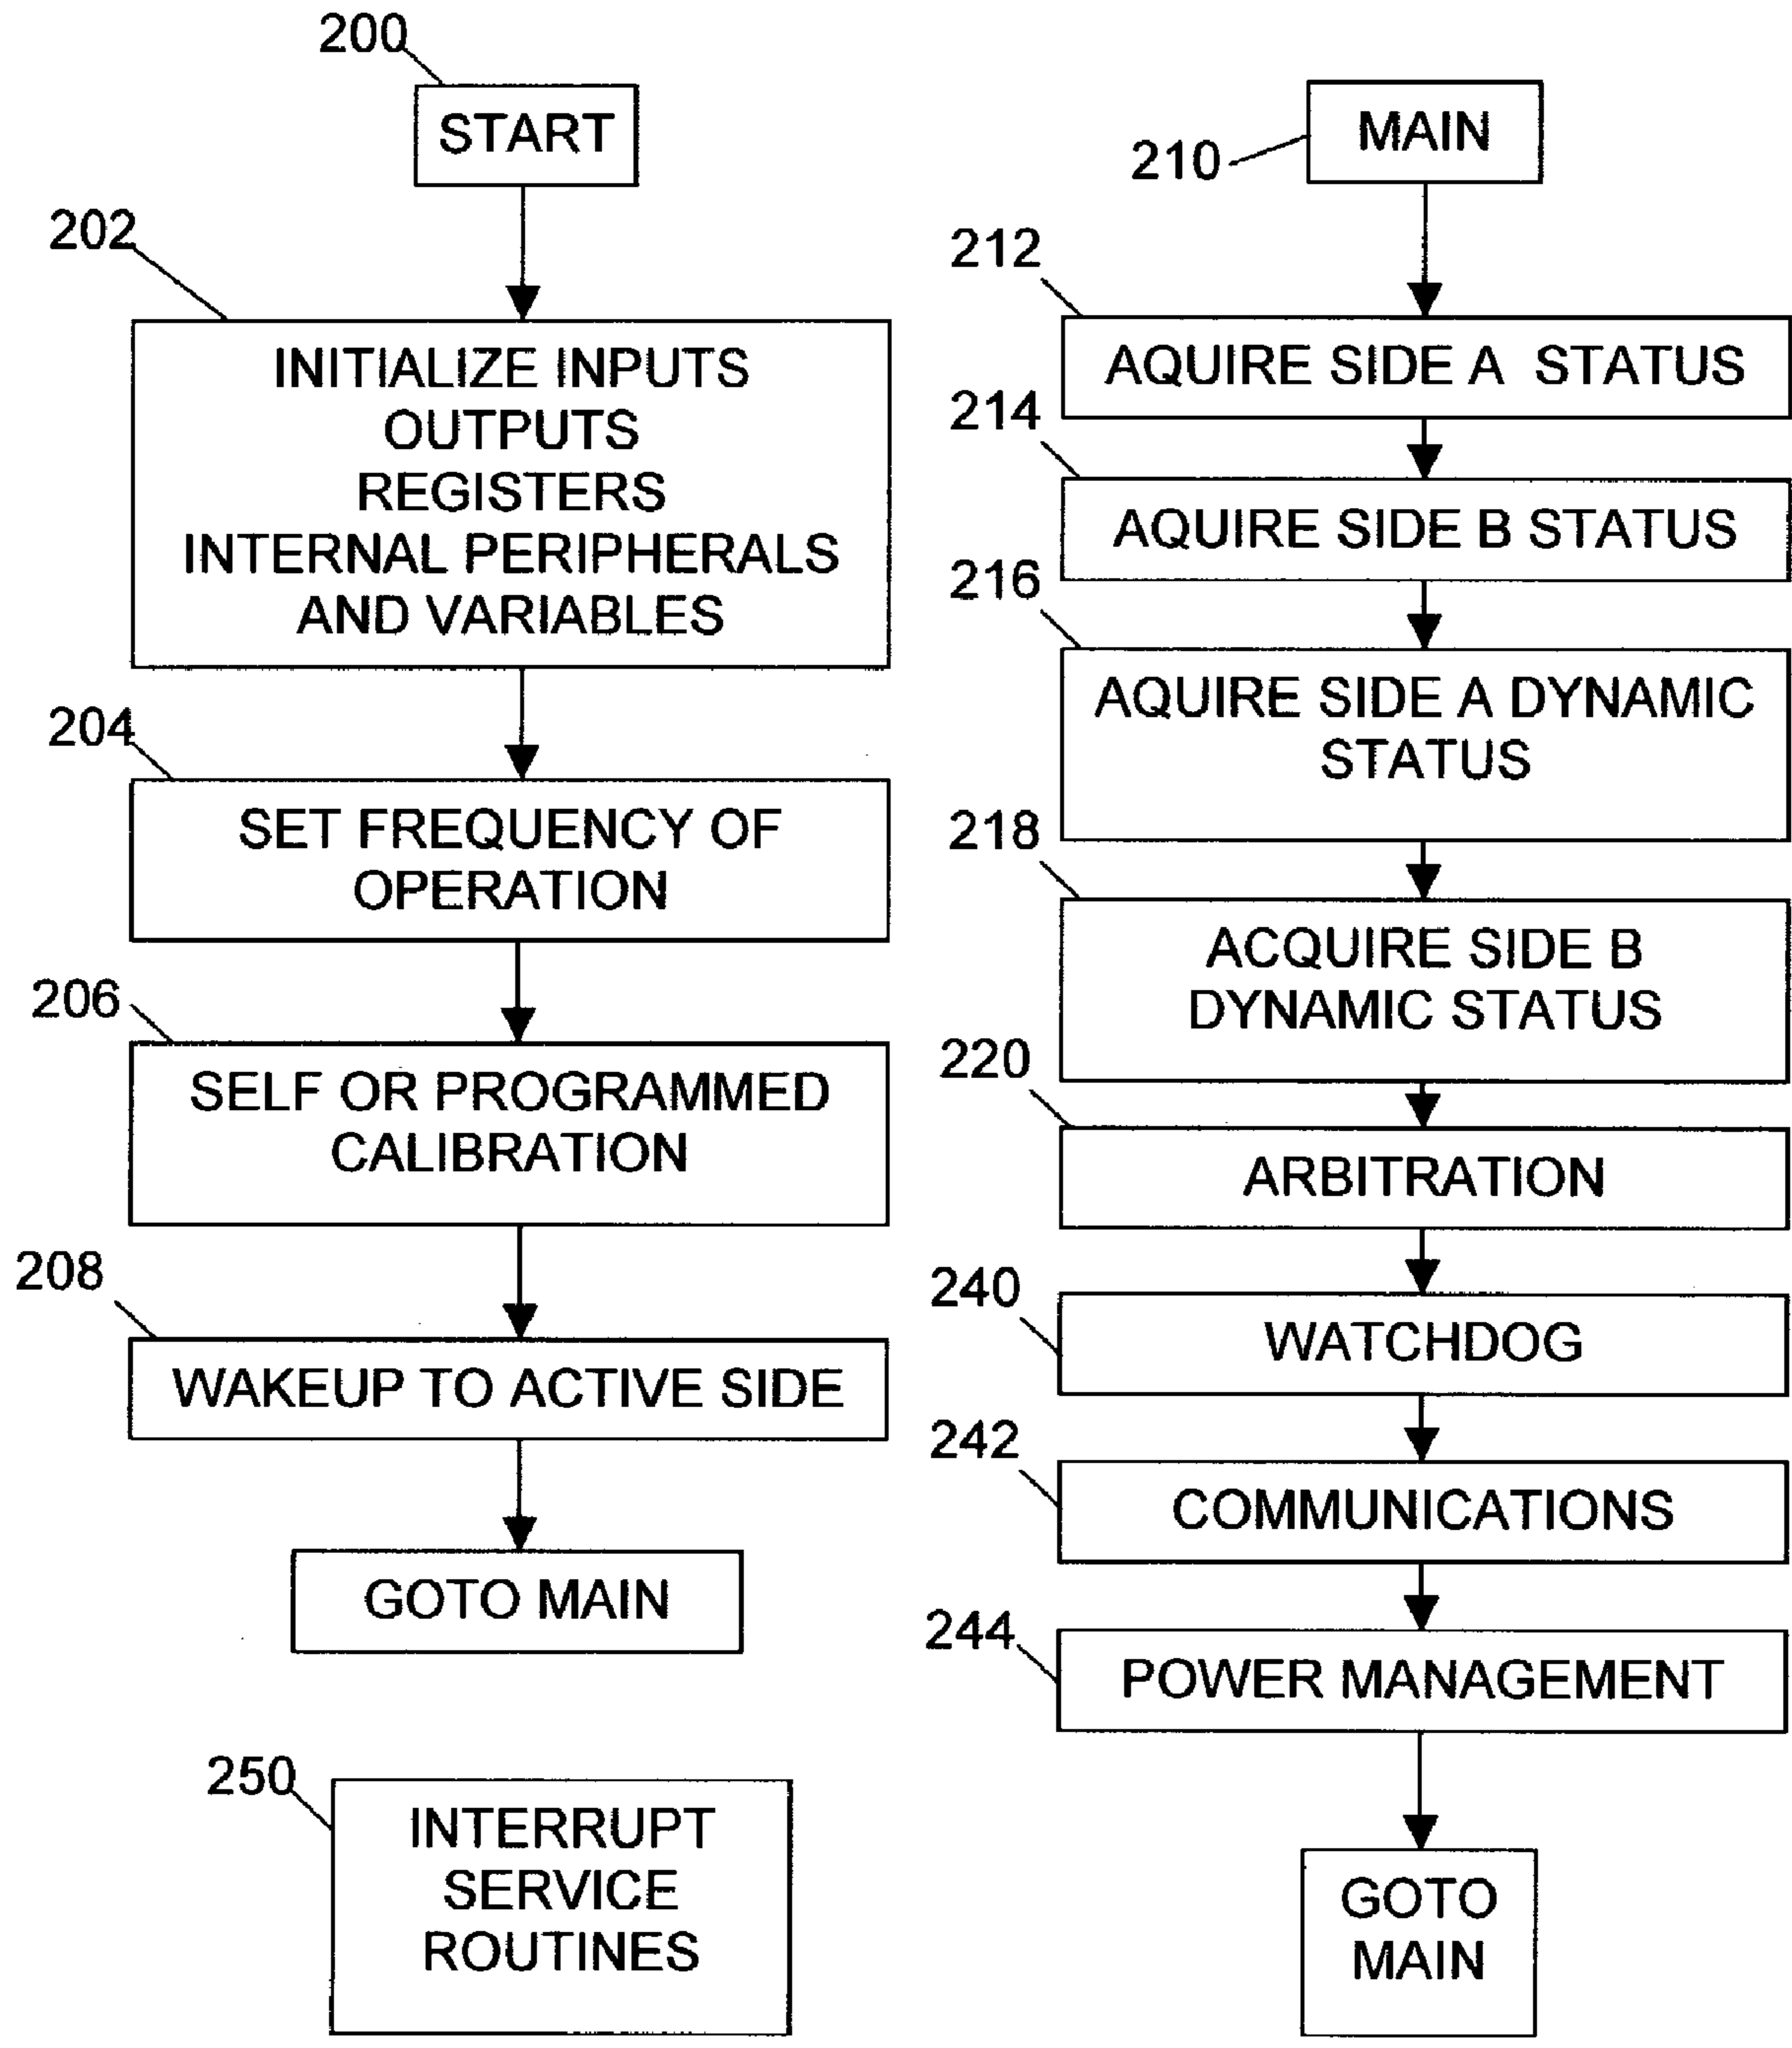 200
START
202
INITIALIZE INPUTS
OUTPUTS
REGISTERS
INTERNAL PERIPHERALS
AND VARIABLES
204
SET FREQUENCY OF
OPERATION
206
SELF OR PROGRAMMED
CALIBRATION
208
WAKEUP TO ACTIVE SIDE
GOTO MAIN
250
INTERRUPT
SERVICE
ROUTINES
MAIN
210
212
AQUIRE SIDE A STATUS
214
AQUIRE SIDE B STATUS
216
AQUIRE SIDE A DYNAMIC
STATUS
218
ACQUIRE SIDE B
DYNAMIC STATUS
220
ARBITRATION
240
WATCHDOG
242
COMMUNICATIONS
244
POWER MANAGEMENT
GOTO
MAIN